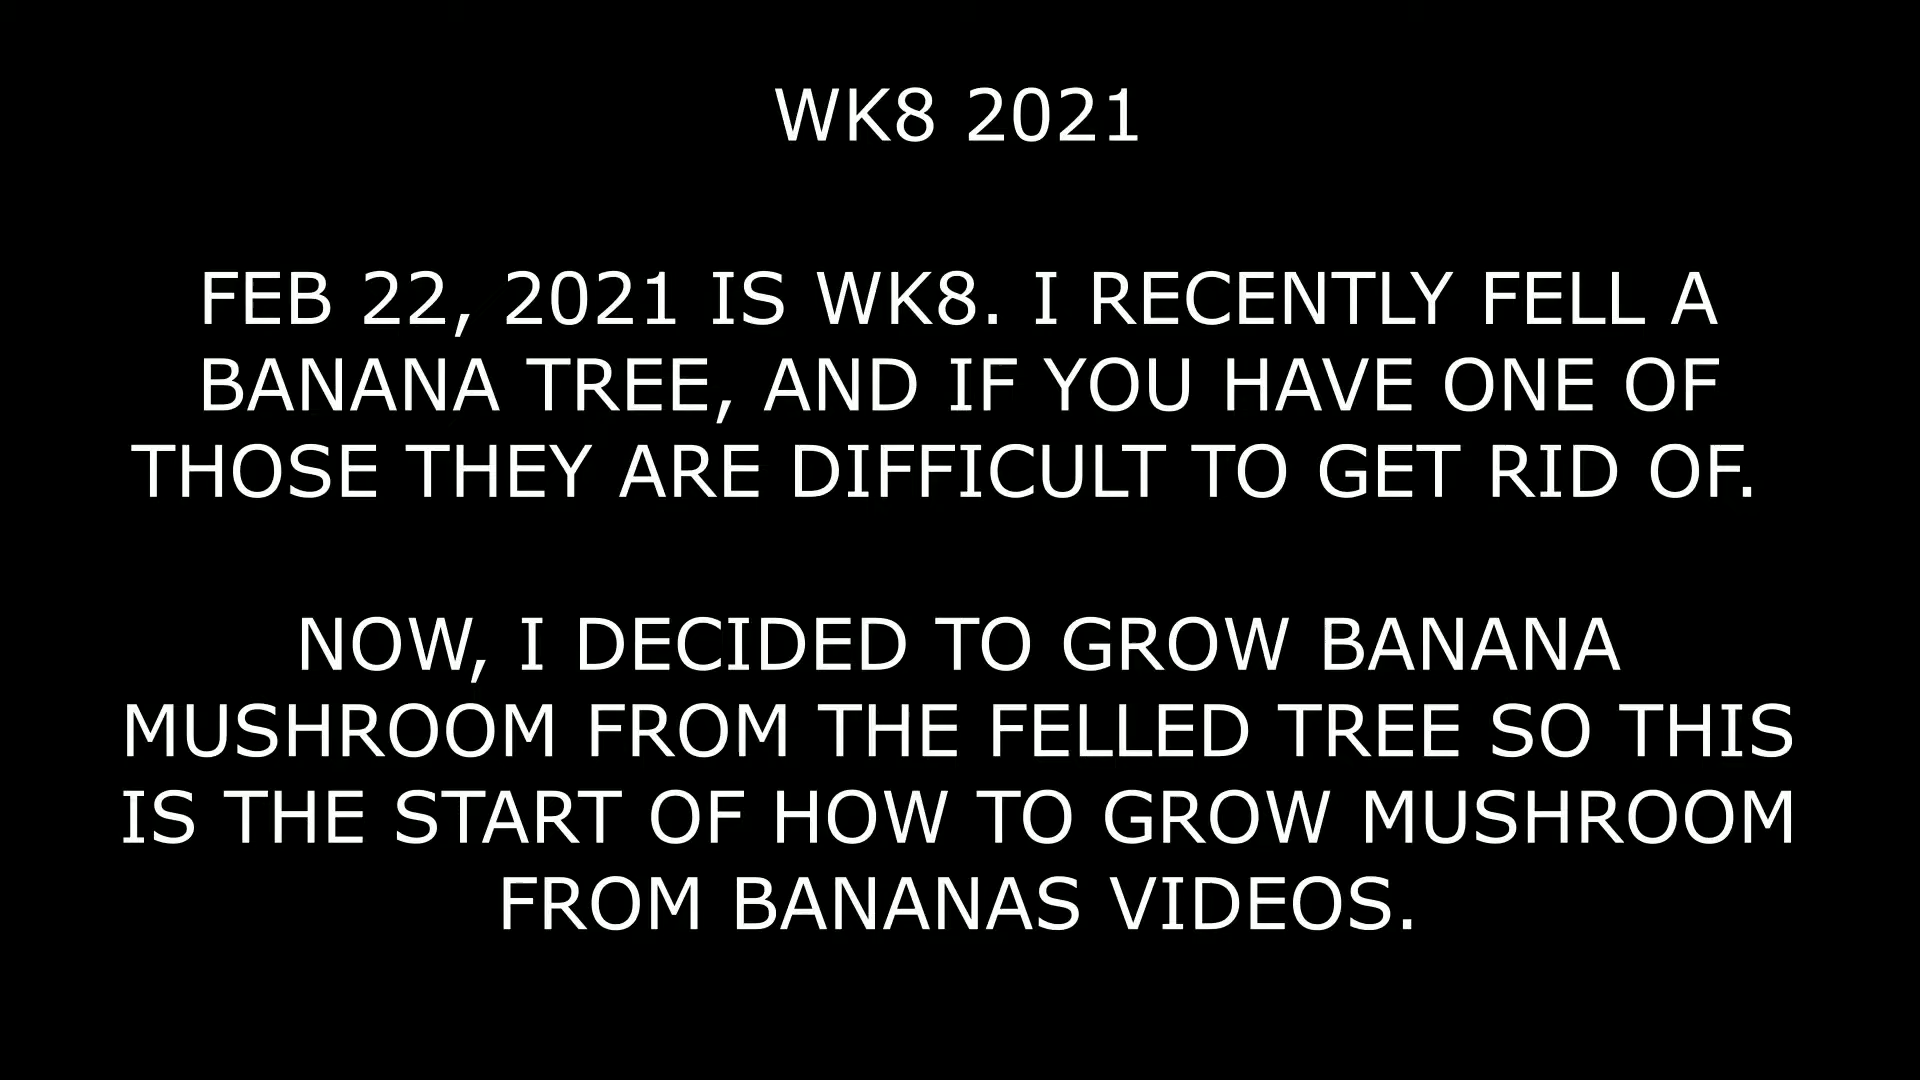 WK8 2021
FEB 22, 2021 IS WK8. I RECENTLY FELL A
BANANA TREE, AND IF YOU HAVE ONE OF
THOSE THEY ARE DIFFICULT TO GET RID OF.
NOW, I DECIDED TO GROW BANANA
MUSHROOM FROM THE FELLED TREE SO THIS
IS THE START OF HOW TO GROW MUSHROOM
FROM BANANAS VIDEOS.